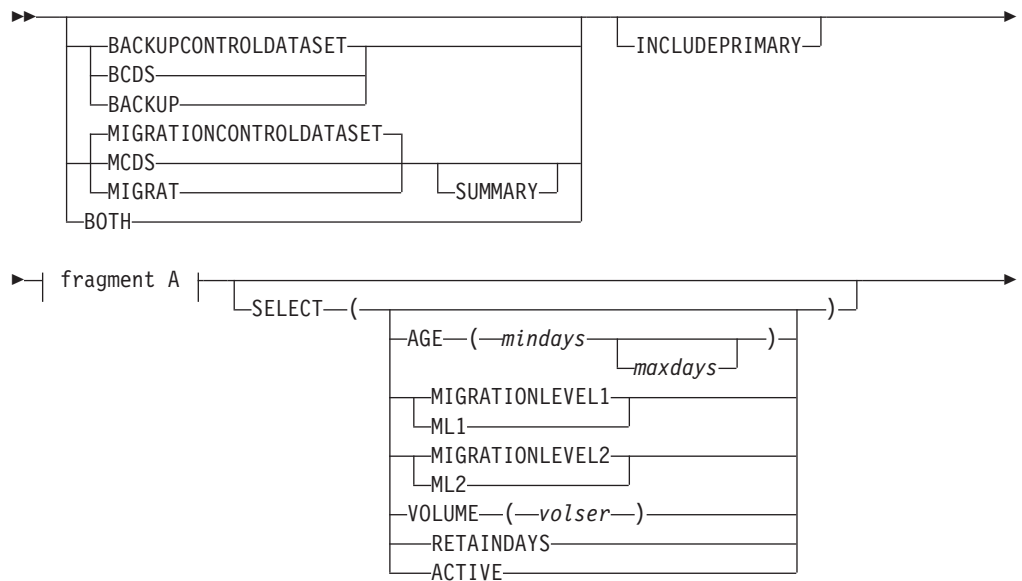 BACKUPCONTROLDATASET
INCLUDEPRIMARY
BCDS
BACKUP
MIGRATIONCONTROLDATASET
MCDS
MIGRAT
SUMMARY
BOTH
fragment A
SELECT ( )
AGE ( mindays )
maxdays
MIGRATIONLEVEL1
ML1
MIGRATIONLEVEL2
ML2
VOLUME ( volser )
RETAINDAYS
ACTIVE